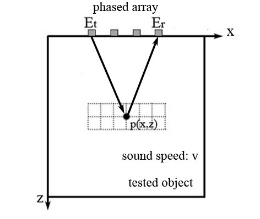 phased array
Et Er
x
p(x,z)
sound speed: v
tested object
z